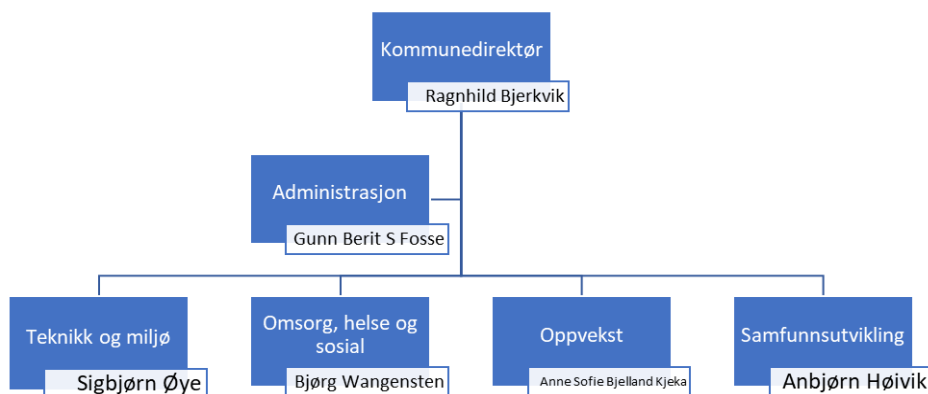 Kommunedirektør
Ragnhild Bjerkvik
Administrasjon
Gunn Berit S Fosse
Teknikk og miljø
Sigbjørn Øye
Omsorg, helse og
sosial
Bjørg Wangensten
Oppvekst
Anne Sofie Bjelland Kjeka
Samfunnsutvikling
Anbjørn Høivik